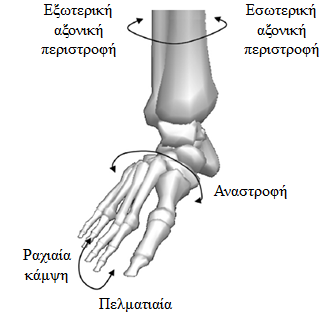 Εξωτερική
αξονική
περιστροφή
Εσωτερική
αξονική
περιστροφή
Αναστροφή
Ραχιαία
κάμψη
Πελματιαία